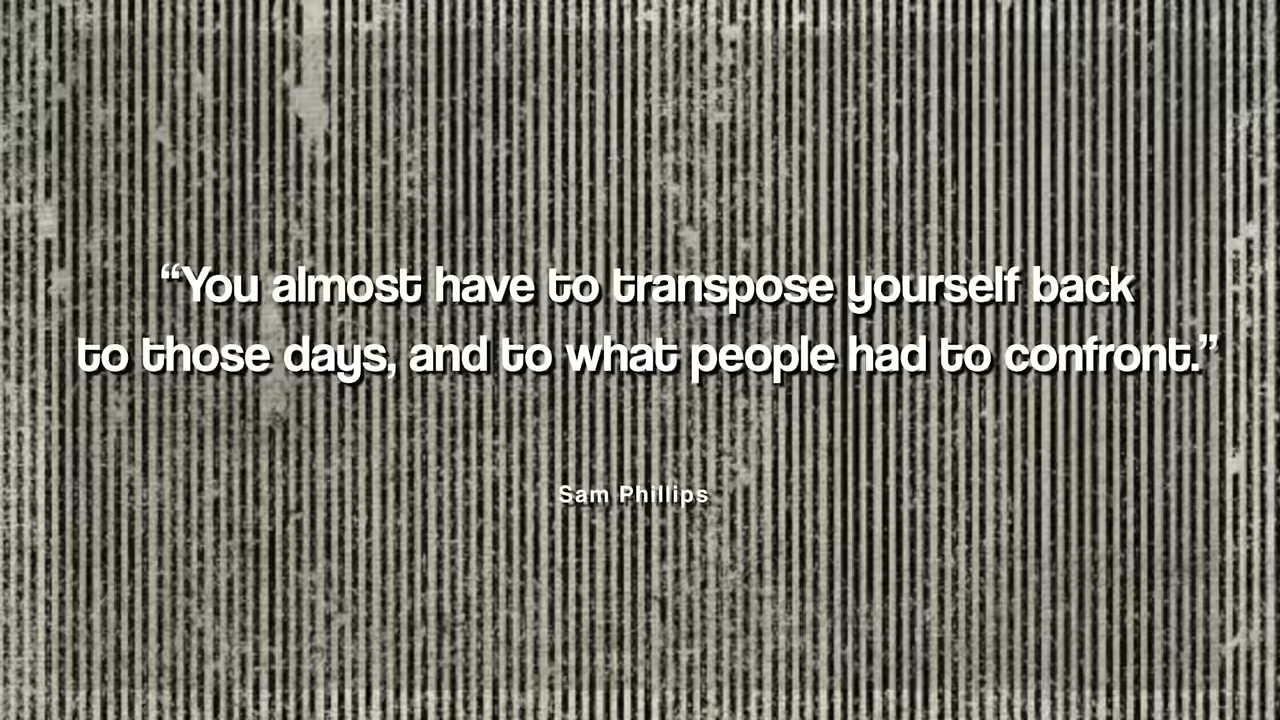 “You almost have to transpose yourself back
to those days, and to what people had to confront.”
Sam Phillips